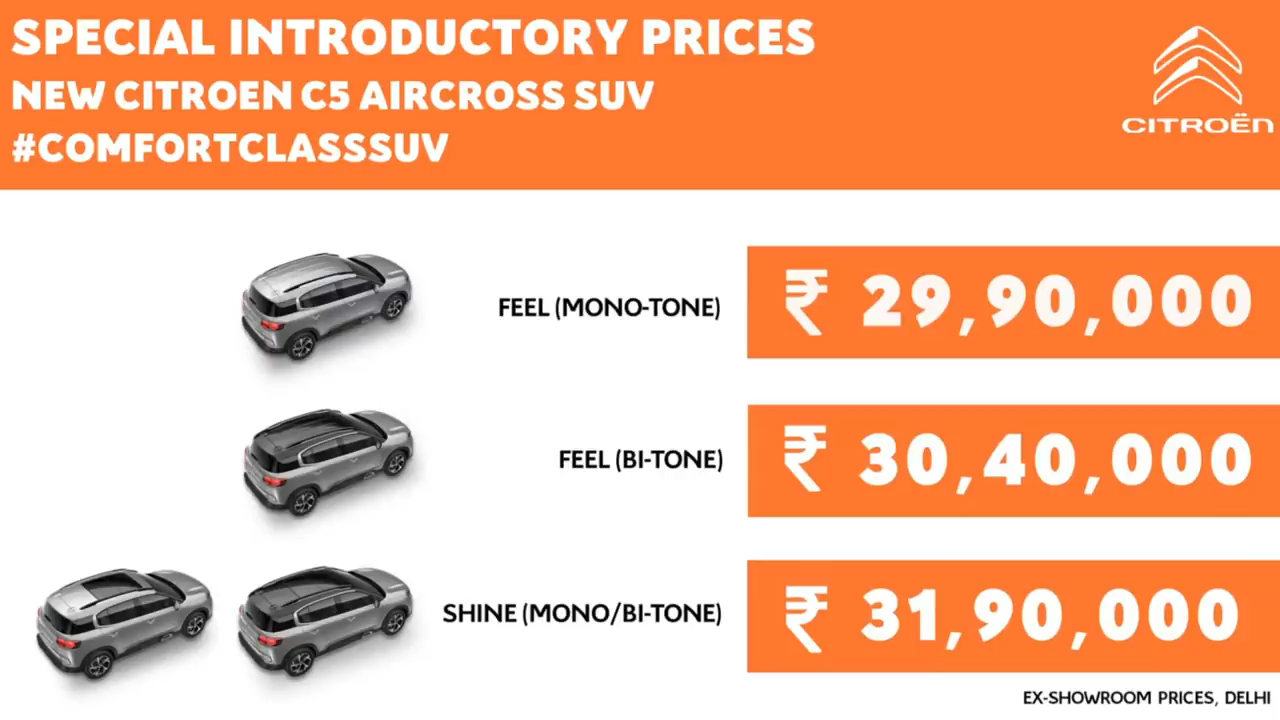 SPECIAL INTRODUCTORY PRICES
NEW CITROEN C5 AIRCROSS SUV
#COMFORTCLASSSUV
CITROËN
FEEL (MONO-TONE)
₹ 29,90,000
FEEL (BI-TONE)
₹ 30,40,000
SHINE (MONO/BI-TONE)
₹ 31,90,000
EX-SHOWROOM PRICES, DELHI